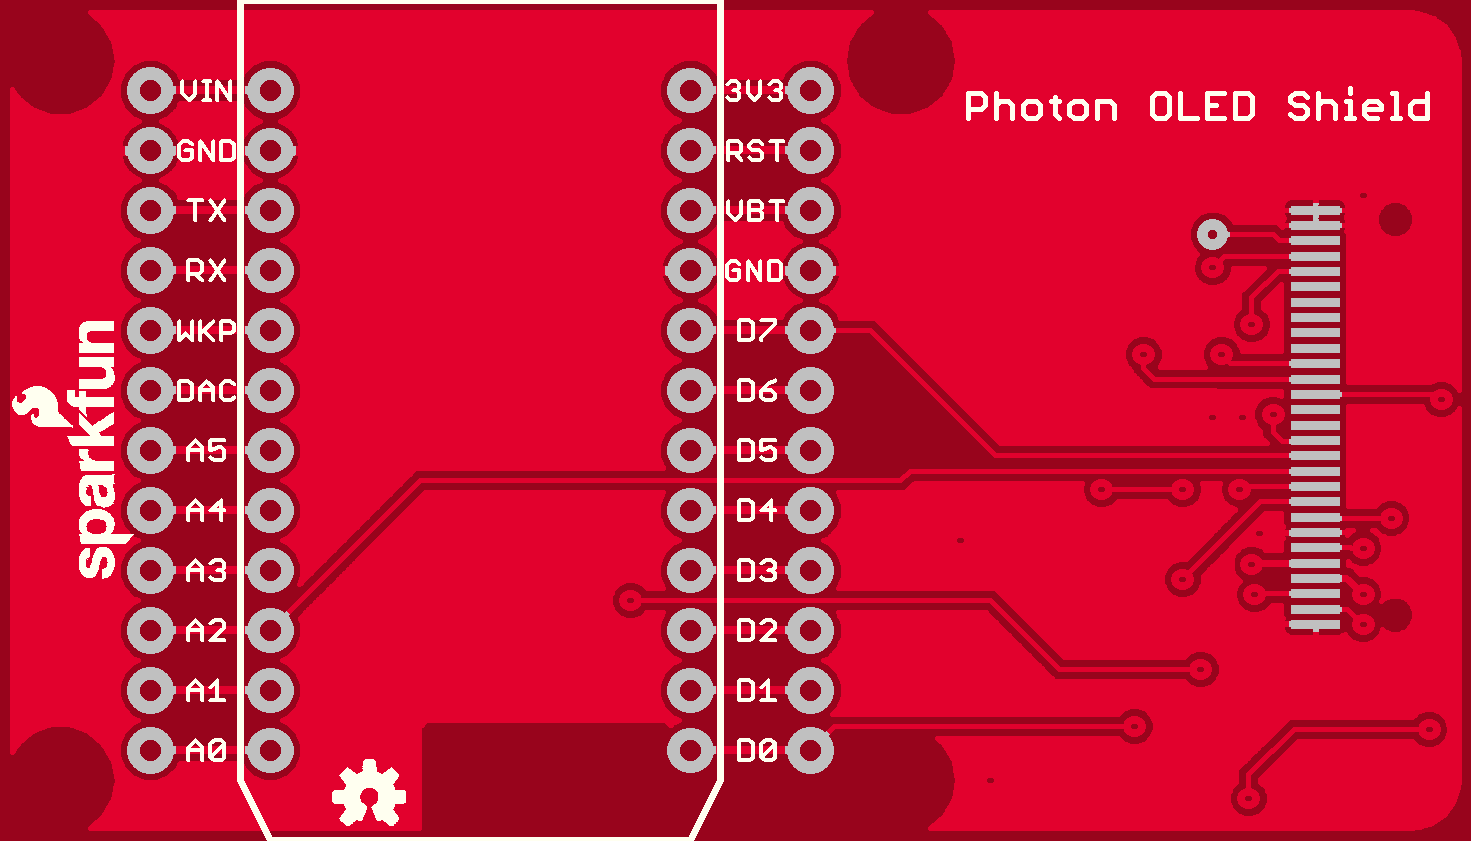 Photon OLED Shield
VIN
GND
TX
RX
WKP
DAC
A5
A4
A3
A2
A1
A0
3V3
RST
VBT
GND
D7
D6
D5
D4
D3
D2
D1
D0
sparkfun